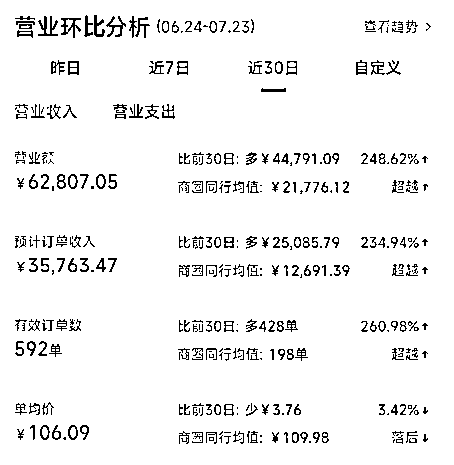 营业环比分析 (06.24-07.23) 查看趋势 >
昨日 近7日 近30日 自定义
营业收入 营业支出
营业额 比前30日: 多￥44,791.09 248.62%↑
￥62,807.05 商圈同行均值: ￥21,776.12 超越↑
预计订单收入 比前30日: 多￥25,085.79 234.94%↑
￥35,763.47 商圈同行均值: ￥12,691.39 超越↑
有效订单数 比前30日: 多428单 260.98%↑
592单 商圈同行均值: 198单 超越↑
单均价 比前30日: 少￥3.76 3.42%↓
￥106.09 商圈同行均值: ￥109.98 落后↓